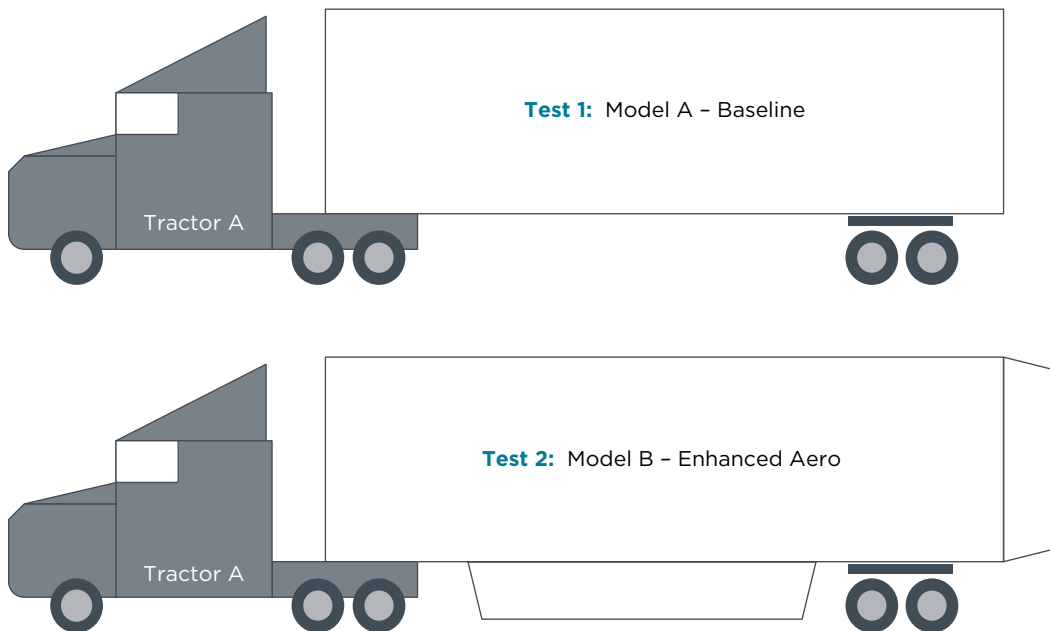 Test 1: Model A – Baseline
Tractor A
Test 2: Model B – Enhanced Aero
Tractor A